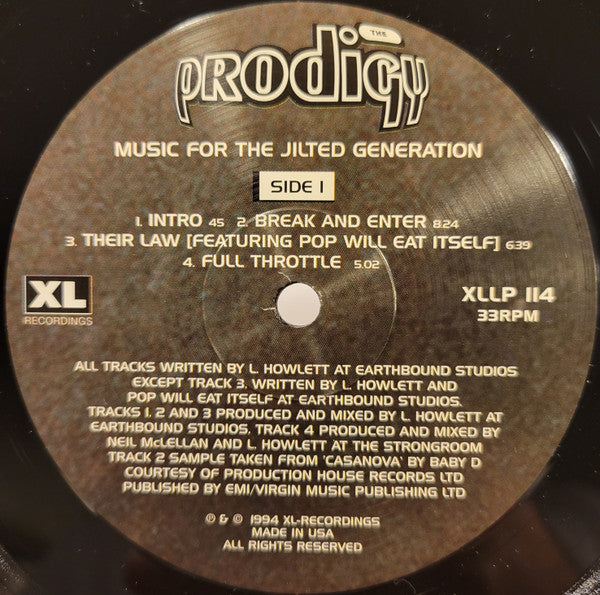 THE
PRODIGY
MUSIC FOR THE JILTED GENERATION
SIDE 1
1. INTRO 45 2. BREAK AND ENTER 8:24
3. THEIR LAW [FEATURING POP WILL EAT ITSELF] 6:39
4. FULL THROTTLE 5.02
XL
RECORDINGS
XLLP 114
33RPM
ALL TRACKS WRITTEN BY L. HOWLETT AT EARTHBOUND STUDIOS
EXCEPT TRACK 3. WRITTEN BY L. HOWLETT AND
POP WILL EAT ITSELF AT EARTHBOUND STUDIOS.
TRACKS 1. 2 AND 3 PRODUCED AND MIXED BY L. HOWLETT AT
EARTHBOUND STUDIOS, TRACK 4 PRODUCED AND MIXED BY
NEIL McLELLAN AND L. HOWLETT AT THE STRONGROOM
TRACK 2 SAMPLE TAKEN FROM 'CASANOVA' BY BABY D
COURTESY OF PRODUCTION HOUSE RECORDS LTD
PUBLISHED BY EMI/VIRGIN MUSIC PUBLISHING LTD
℗ & © 1994 XL-RECORDINGS
MADE IN USA
ALL RIGHTS RESERVED